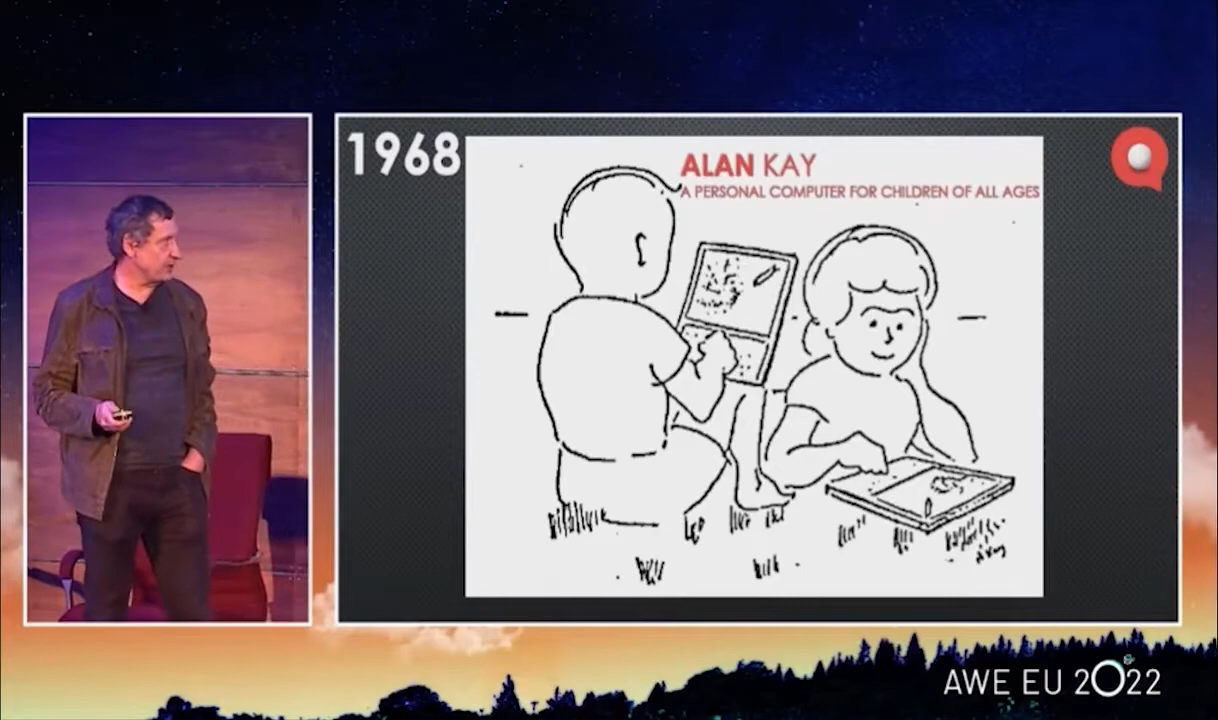 1968
ALAN KAY
A PERSONAL COMPUTER FOR CHILDREN OF ALL AGES
AWE EU 2022